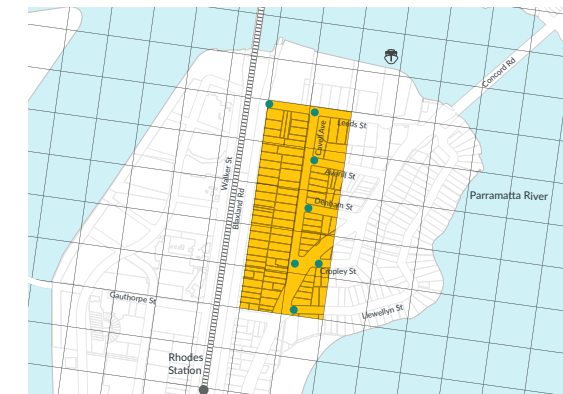 Concord Rd
Leeds St
Cavell Ave
Averill St
Walker St
Blaxland Rd
Denham St
Parramatta River
Cropley St
Gauthorpe St
Llewellyn St
Rhodes
Station